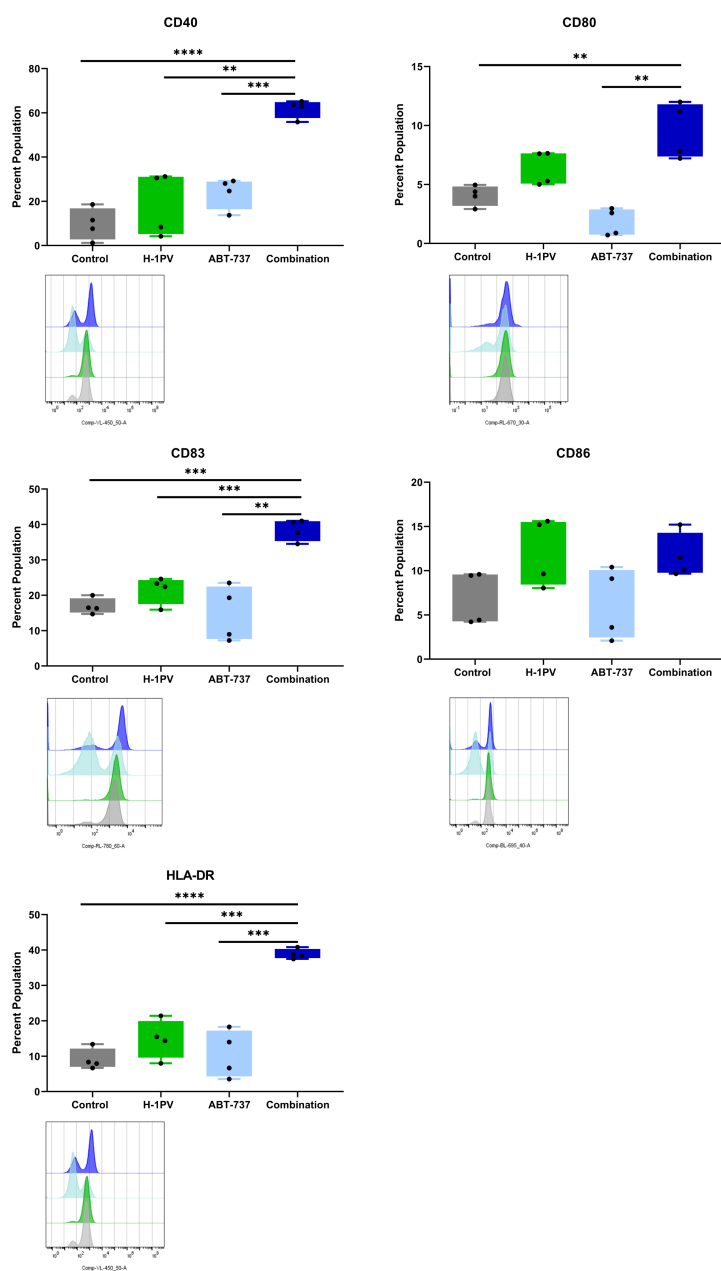 CD40
****
**
***
80
60
40
20
0
Percent Population
Control H-1PV ABT-737 Combination
Comp-VL-450_50-A
CD80
**
**
15
10
5
0
Percent Population
Control H-1PV ABT-737 Combination
Comp-RL-670_30-A
CD83
***
***
**
50
40
30
20
10
0
Percent Population
Control H-1PV ABT-737 Combination
Comp-RL-780_60-A
CD86
20
15
10
5
0
Percent Population
Control H-1PV ABT-737 Combination
Comp-BL-695_40-A
HLA-DR
****
***
***
50
40
30
20
10
0
Percent Population
Control H-1PV ABT-737 Combination
Comp-VL-450_50-A